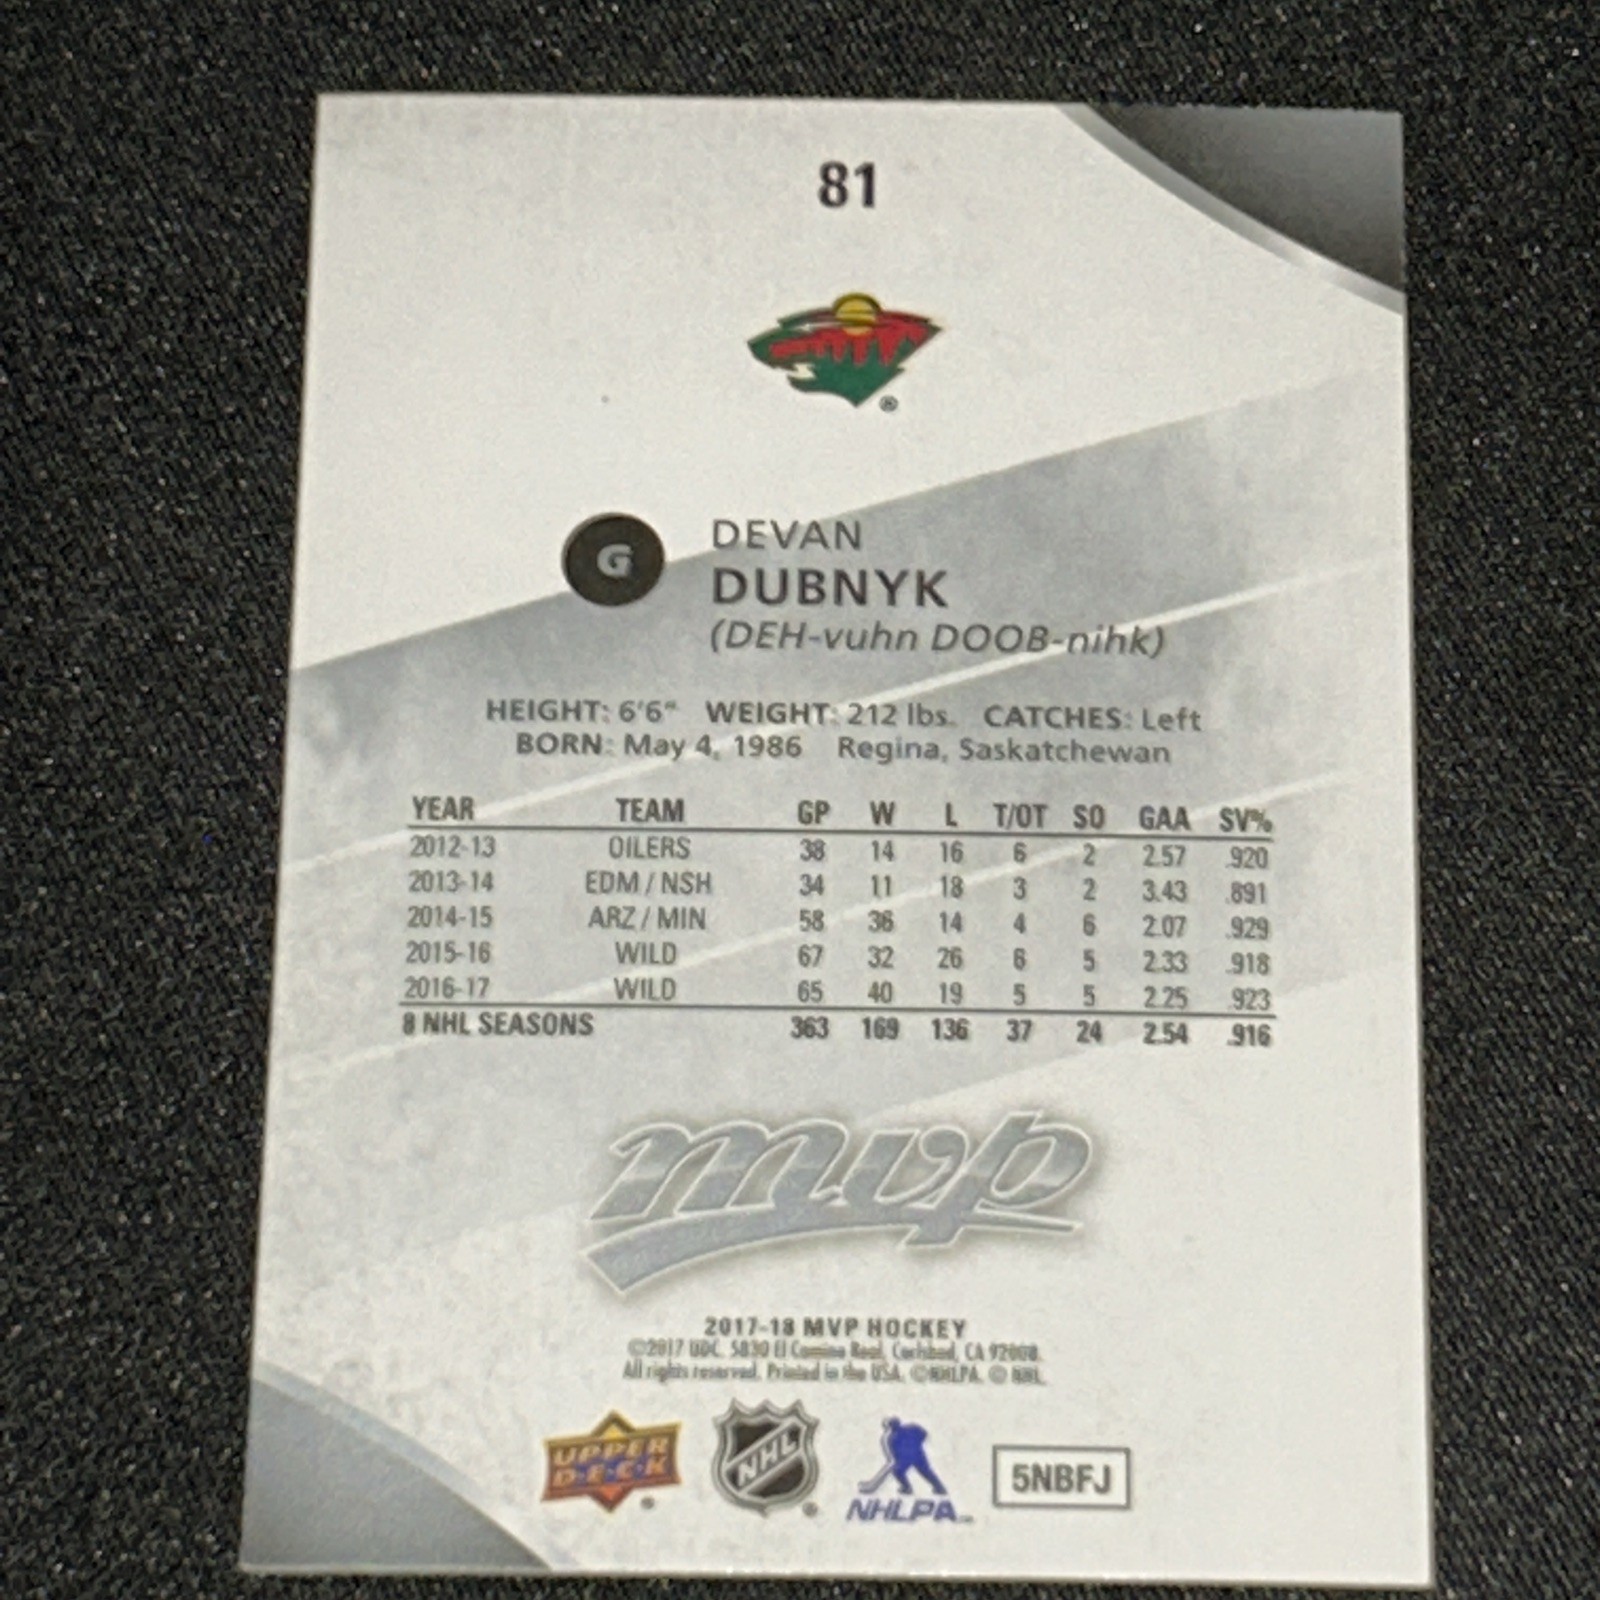 81
®
G
DEVAN
DUBNYK
(DEH-vuhn DOOB-nihk)
HEIGHT: 6'6" WEIGHT: 212 lbs. CATCHES: Left
BORN: May 4, 1986 Regina, Saskatchewan
YEAR TEAM GP W L T/OT SO GAA SV%
2012-13 OILERS 38 14 16 6 2 2.57 .920
2013-14 EDM / NSH 34 11 18 3 2 3.43 .891
2014-15 ARZ / MIN 58 36 14 4 6 2.07 .929
2015-16 WILD 67 32 26 6 5 2.33 .918
2016-17 WILD 65 40 19 5 5 2.25 .923
8 NHL SEASONS 363 169 136 37 24 2.54 .916
mvp
2017-18 MVP HOCKEY
©2017 UDC. 5830 El Camino Real, Carlsbad, CA 92008.
All rights reserved. Printed in the USA. ©NHLPA. © NHL.
UPPER DECK ® NHL ® NHLPA™ 5NBFJ